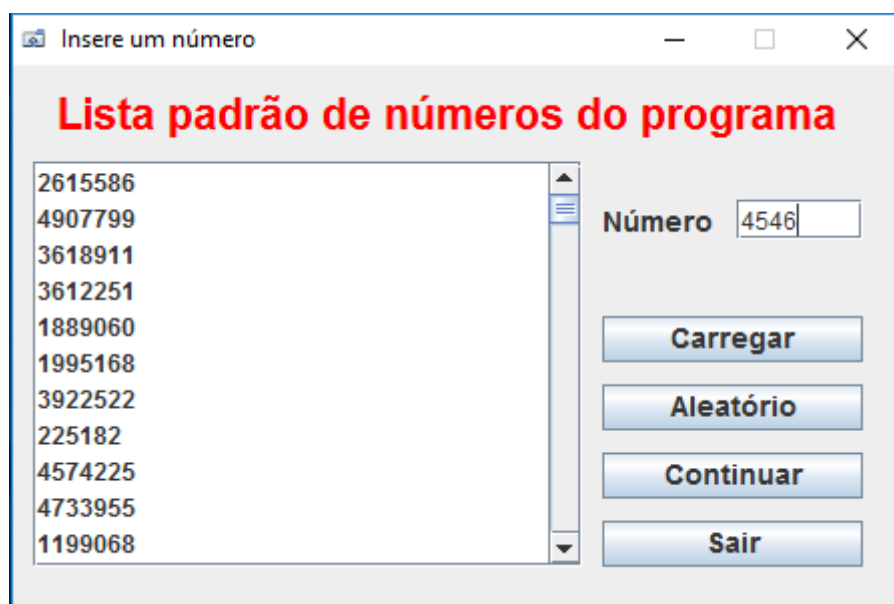 Insere um número
Lista padrão de números do programa
2615586
4907799
3618911
3612251
1889060
1995168
3922522
225182
4574225
4733955
1199068
Número 4546
Carregar
Aleatório
Continuar
Sair